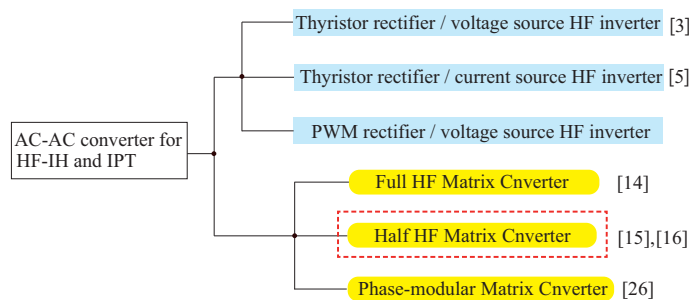 Thyristor rectifier / voltage source HF inverter [3]
Thyristor rectifier / current source HF inverter [5]
PWM rectifier / voltage source HF inverter
AC-AC converter for
HF-IH and IPT
Full HF Matrix Cnverter [14]
Half HF Matrix Cnverter [15],[16]
Phase-modular Matrix Cnverter [26]